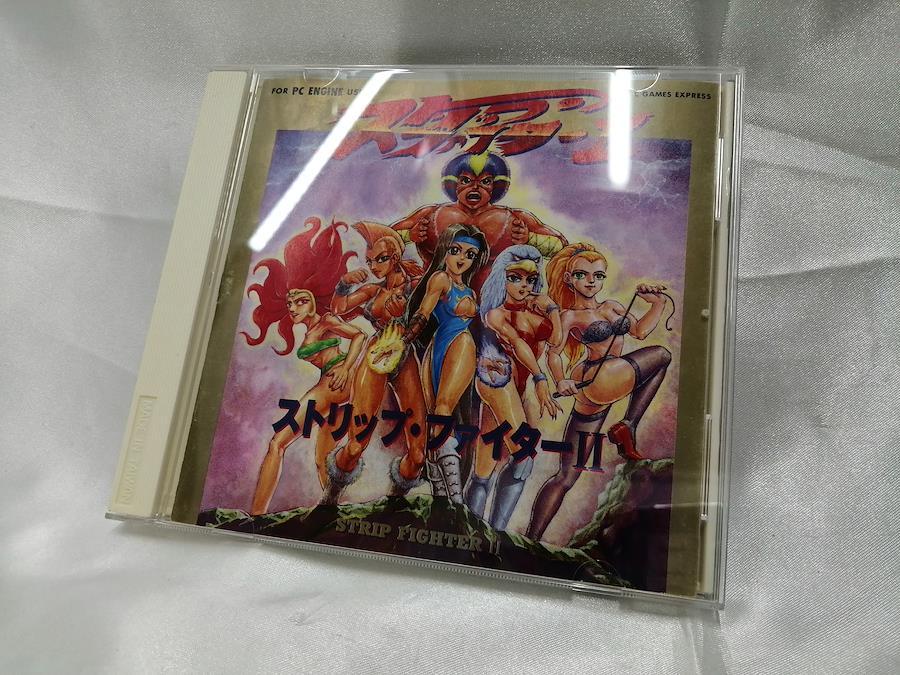 FOR PC ENGINE
GAMES EXPRESS
ストリップ・ファイターII
STRIP FIGHTER II
MADE IN TAIWAN